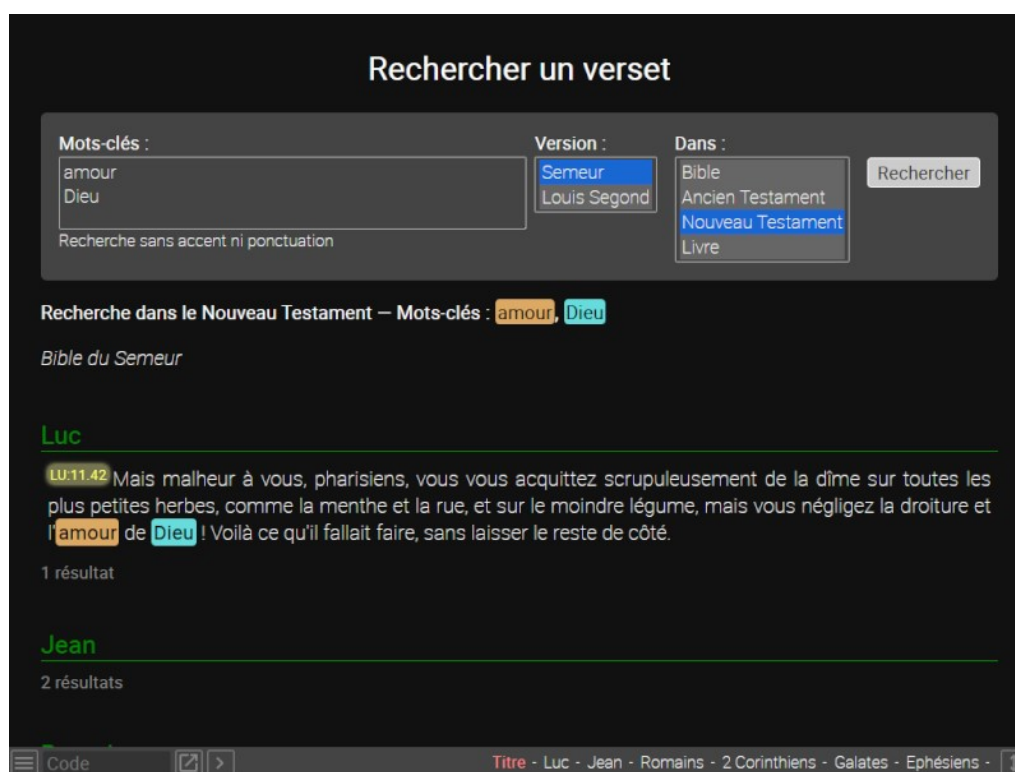 Rechercher un verset
Mots-clés :
Version :
Dans :
amour
Dieu
Semeur
Louis Segond
Bible
Ancien Testament
Nouveau Testament
Livre
Rechercher
Recherche sans accent ni ponctuation
Recherche dans le Nouveau Testament — Mots-clés : amour, Dieu
Bible du Semeur
Luc
LU:11.42 Mais malheur à vous, pharisiens, vous vous acquittez scrupuleusement de la dîme sur toutes les
plus petites herbes, comme la menthe et la rue, et sur le moindre légume, mais vous négligez la droiture et
l'amour de Dieu ! Voilà ce qu'il fallait faire, sans laisser le reste de côté.
1 résultat
Jean
2 résultats
Code
Titre - Luc - Jean - Romains - 2 Corinthiens - Galates - Ephésiens -